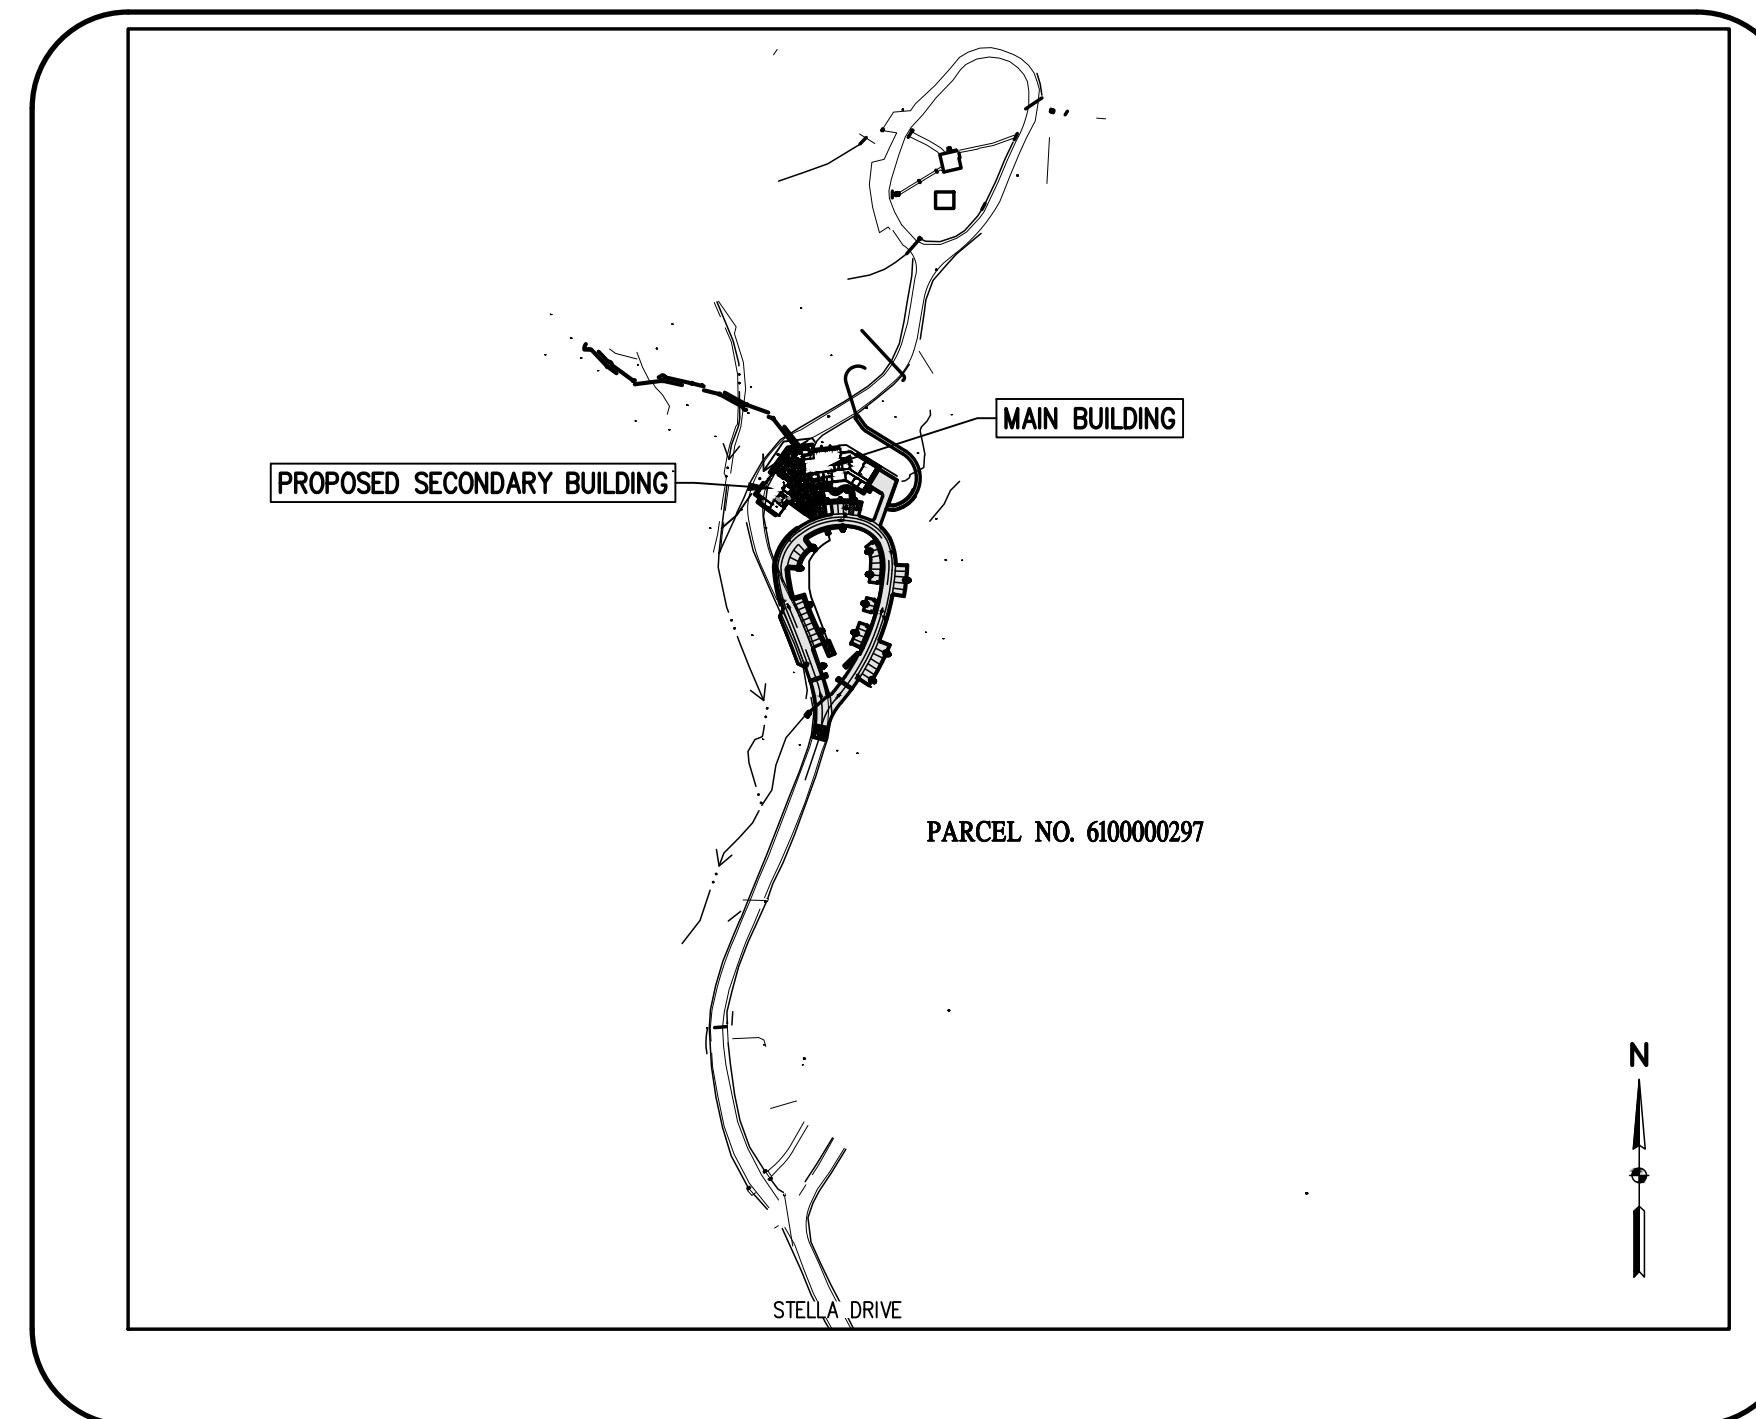 MAIN BUILDING
PROPOSED SECONDARY BUILDING
PARCEL NO. 6100000297
N
STELLA DRIVE